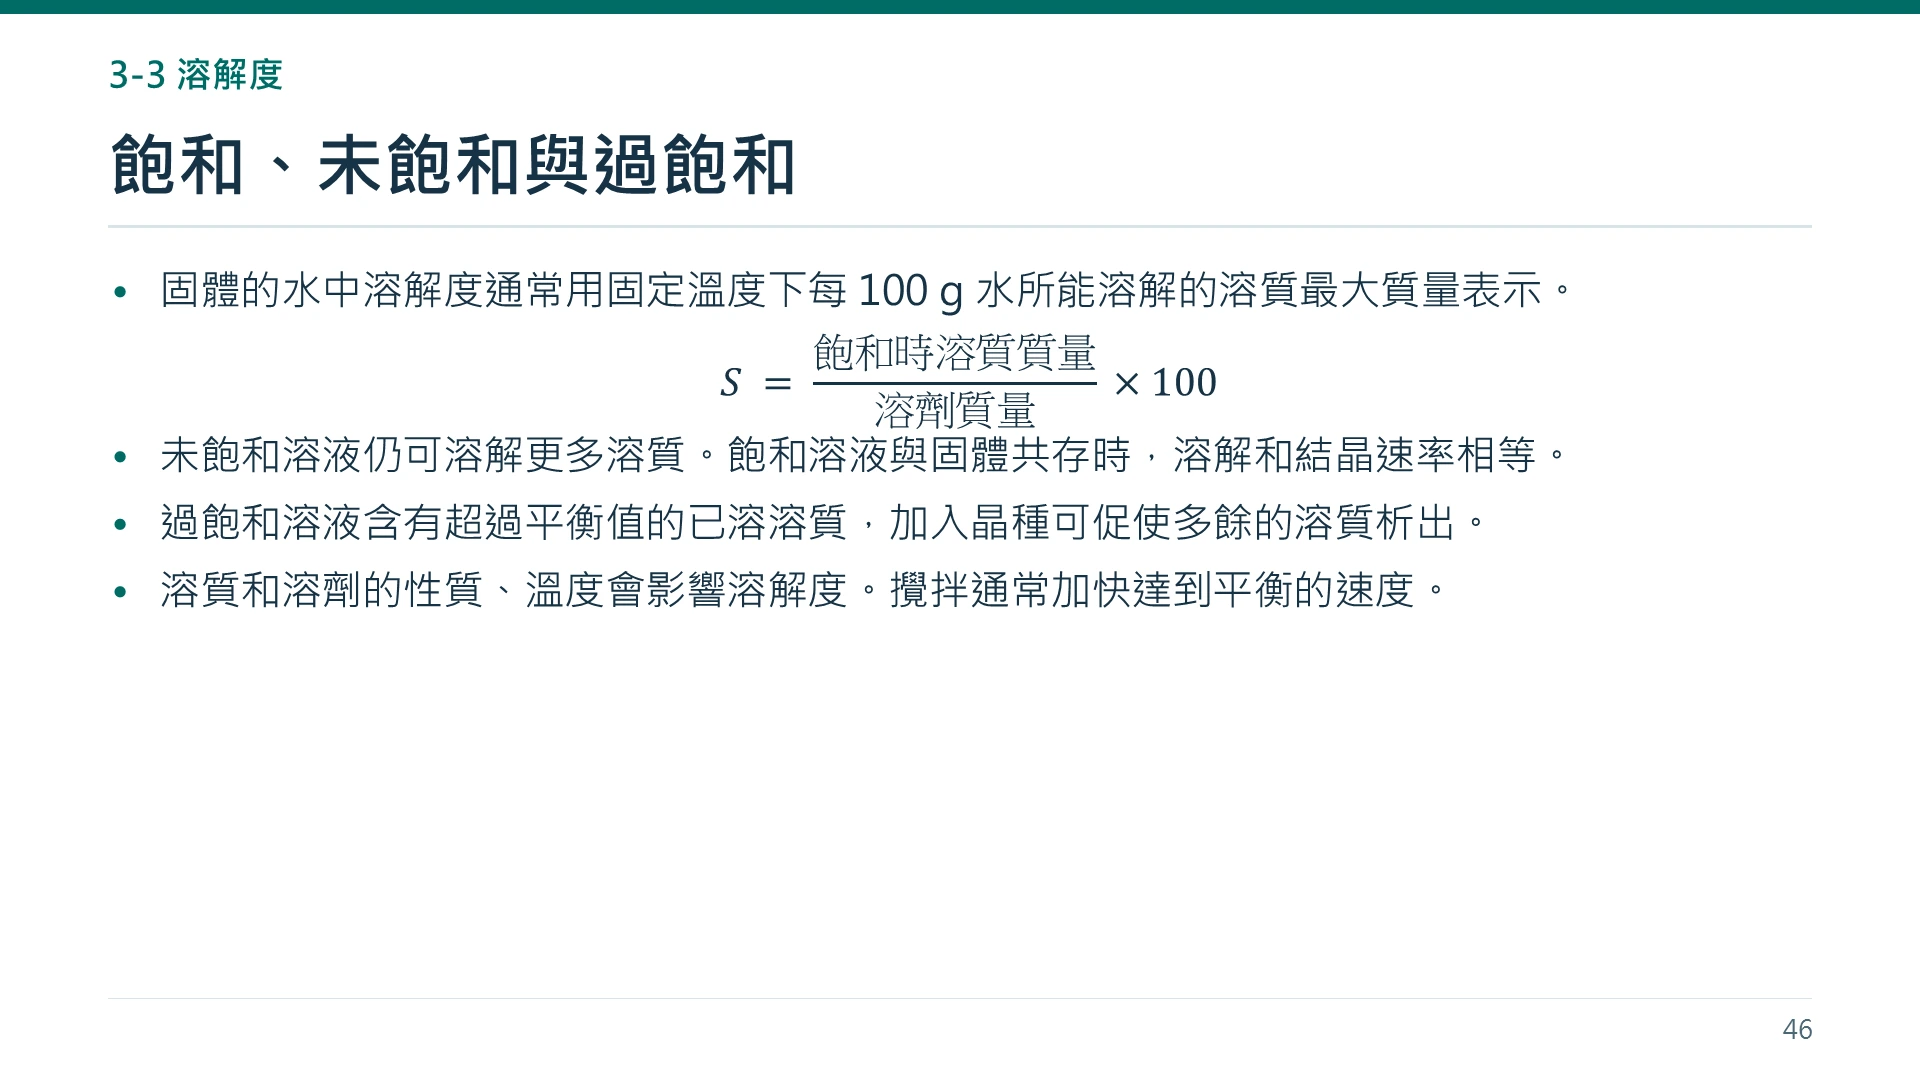 3-3 溶解度
飽和、未飽和與過飽和
• 固體的水中溶解度通常用固定溫度下每 100 g 水所能溶解的溶質最大質量表示。
S = 飽和時溶質質量 / 溶劑質量 × 100
• 未飽和溶液仍可溶解更多溶質。飽和溶液與固體共存時，溶解和結晶速率相等。
• 過飽和溶液含有超過平衡值的已溶溶質，加入晶種可促使多餘的溶質析出。
• 溶質和溶劑的性質、溫度會影響溶解度。攪拌通常加快達到平衡的速度。
46